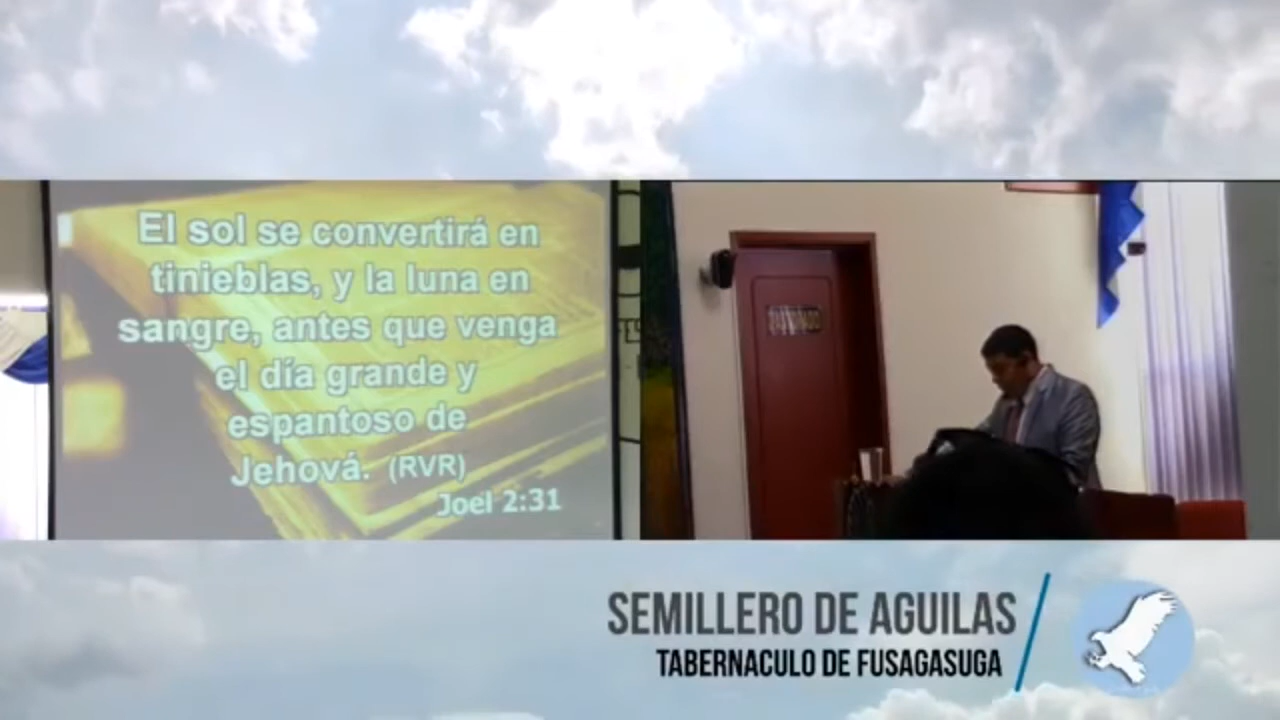 El sol se convertirá en
tinieblas, y la luna en
sangre, antes que venga
el día grande y
espantoso de
Jehová. (RVR)
Joel 2:31
SEMILLERO DE AGUILAS
TABERNACULO DE FUSAGASUGA